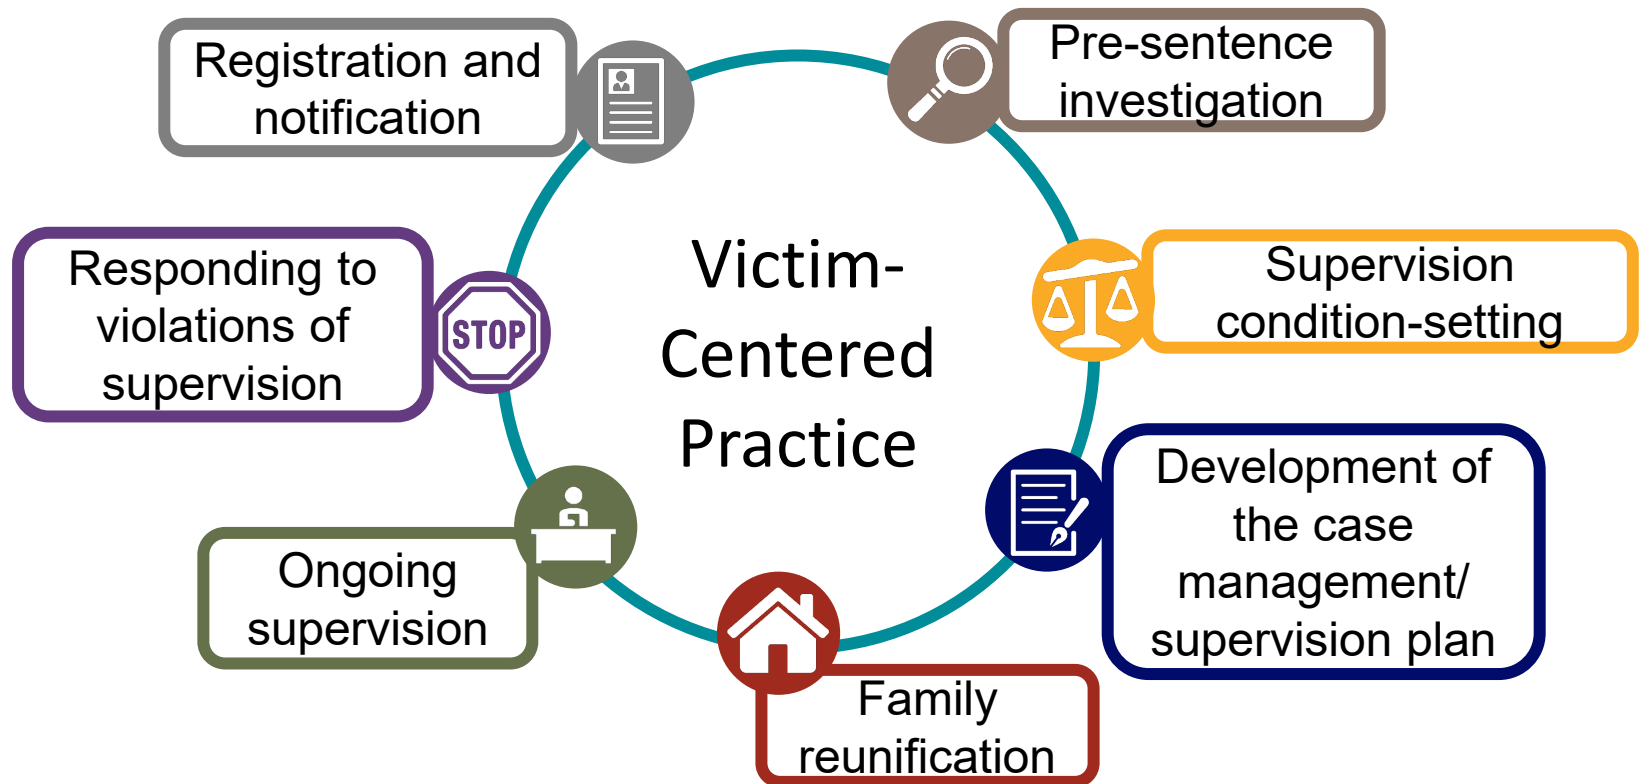 Registration and
notification
Pre-sentence
investigation
Victim-
Centered
Practice
Supervision
condition-setting
Responding to
violations of
supervision
STOP
Development of
the case
management/
supervision plan
Ongoing
supervision
Family
reunification